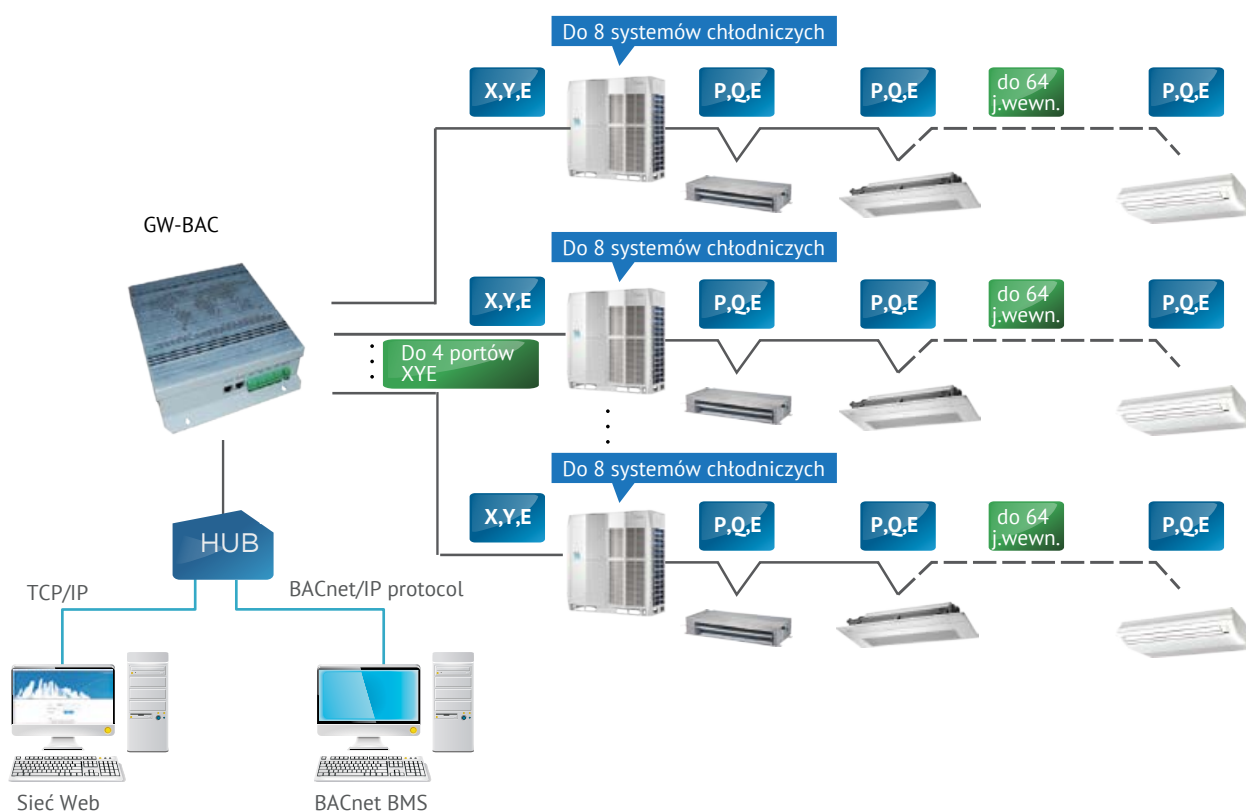 Do 8 systemów chłodniczych
X,Y,E
P,Q,E
P,Q,E
do 64
j.wewn.
P,Q,E
GW-BAC
Do 8 systemów chłodniczych
X,Y,E
P,Q,E
P,Q,E
do 64
j.wewn.
P,Q,E
Do 4 portów
XYE
Do 8 systemów chłodniczych
X,Y,E
P,Q,E
P,Q,E
do 64
j.wewn.
P,Q,E
HUB
TCP/IP
BACnet/IP protocol
Sieć Web
BACnet BMS